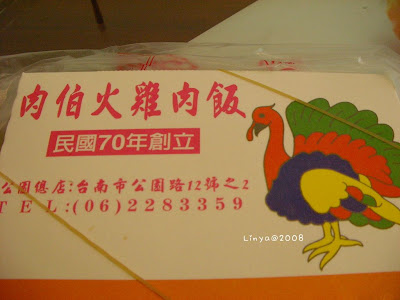 肉伯火雞肉飯
民國70年創立
公園總店:台南市公園路12號之2
TEL:(06)2283359
Linya@2008